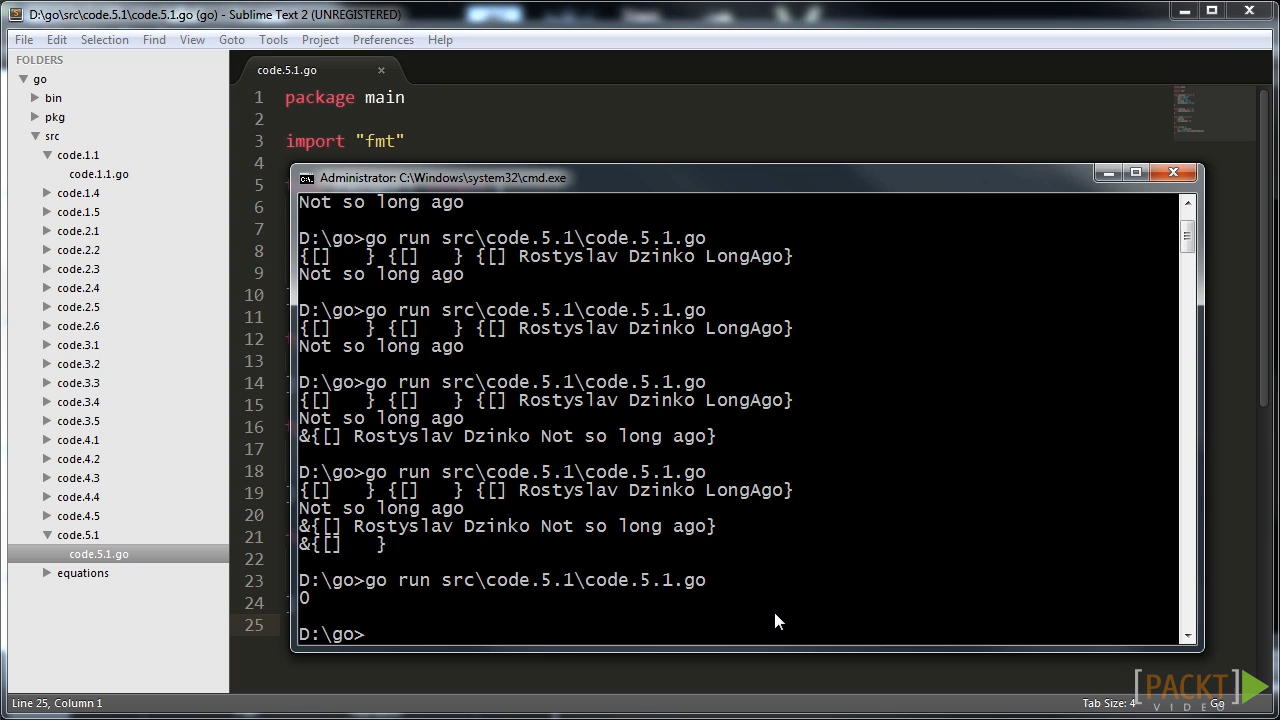 D:\go\src\code.5.1\code.5.1.go (go) - Sublime Text 2 (UNREGISTERED)
File Edit Selection Find View Goto Tools Project Preferences Help
FOLDERS
go
bin
pkg
src
code.1.1
code.1.1.go
code.1.4
code.1.5
code.2.1
code.2.2
code.2.3
code.2.4
code.2.5
code.2.6
code.3.1
code.3.2
code.3.3
code.3.4
code.4.1
code.4.2
code.4.3
code.4.4
code.4.5
code.5.1
code.5.1.go
equations
code.5.1.go
1 package main
2
3 import "fmt"
4
5
6
7
8
9
10
11
12
13
14
15
16
17
18
19
20
21
22
23
24
25
Administrator: C:\Windows\system32\cmd.exe
Not so long ago
D:\go>go run src\code.5.1\code.5.1.go
{[]   } {[]   } {[] Rostyslav Dzinko LongAgo}
Not so long ago
D:\go>go run src\code.5.1\code.5.1.go
{[]   } {[]   } {[] Rostyslav Dzinko LongAgo}
Not so long ago
D:\go>go run src\code.5.1\code.5.1.go
{[]   } {[]   } {[] Rostyslav Dzinko LongAgo}
Not so long ago
&{[] Rostyslav Dzinko Not so long ago}
D:\go>go run src\code.5.1\code.5.1.go
{[]   } {[]   } {[] Rostyslav Dzinko LongAgo}
Not so long ago
&{[] Rostyslav Dzinko Not so long ago}
&{[]   }
D:\go>go run src\code.5.1\code.5.1.go
0
D:\go>
Line 25, Column 1
Tab Size: 4
Go
[PACKT]
VIDEO